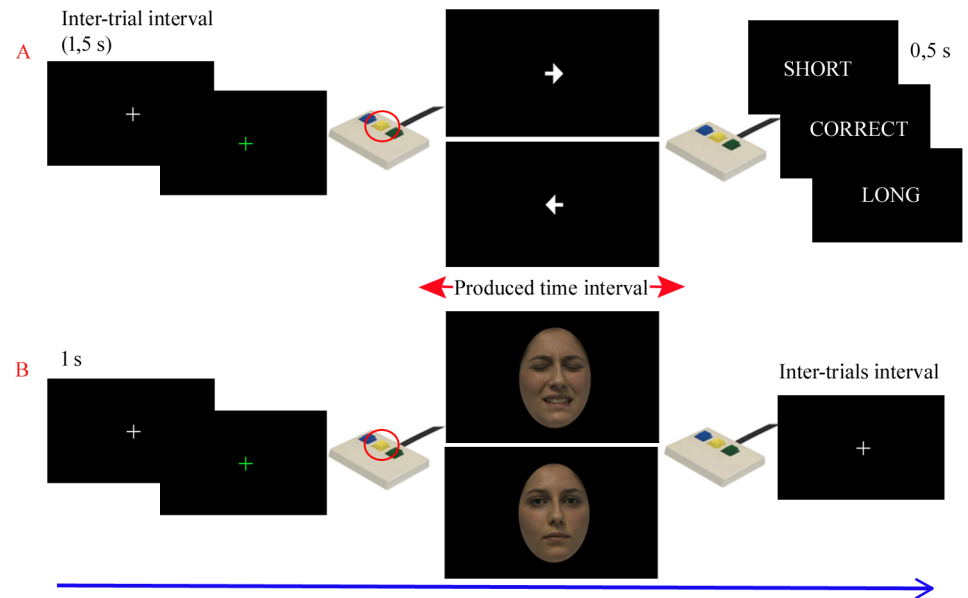 Inter-trial interval
(1,5 s)
A
0,5 s
SHORT
CORRECT
LONG
Produced time interval
B
1 s
Inter-trials interval